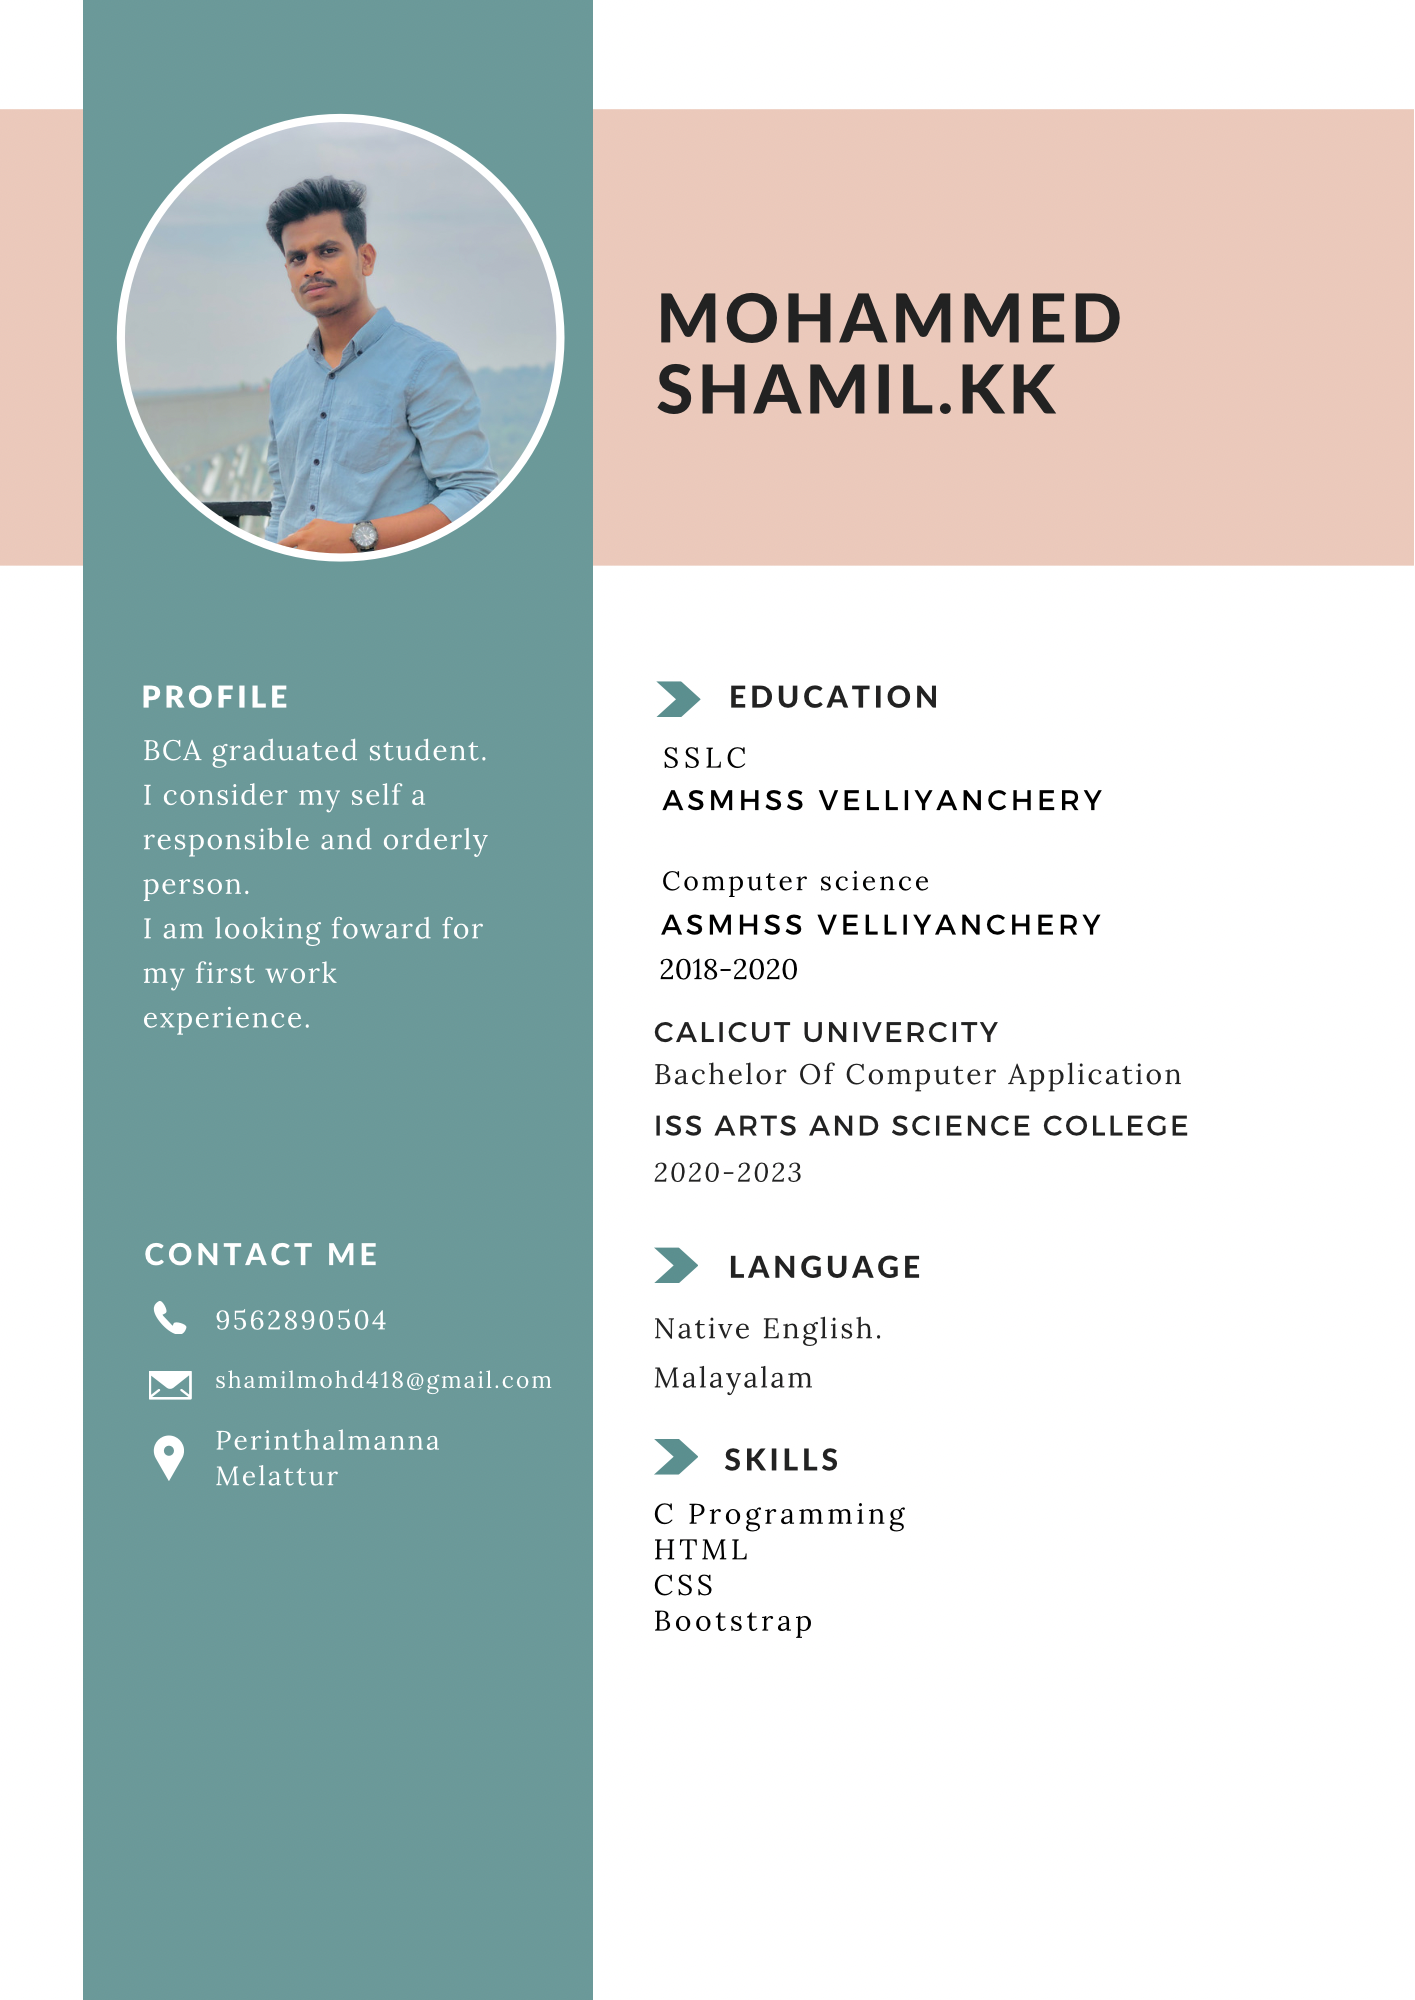 MOHAMMED
SHAMIL.KK
PROFILE
BCA graduated student.
I consider my self a
responsible and orderly
person.
I am looking foward for
my first work
experience.
CONTACT ME
9562890504
shamilmohd418@gmail.com
Perinthalmanna
Melattur
EDUCATION
SSLC
ASMHSS VELLIYANCHERY
Computer science
ASMHSS VELLIYANCHERY
2018-2020
CALICUT UNIVERCITY
Bachelor Of Computer Application
ISS ARTS AND SCIENCE COLLEGE
2020-2023
LANGUAGE
Native English.
Malayalam
SKILLS
C Programming
HTML
CSS
Bootstrap